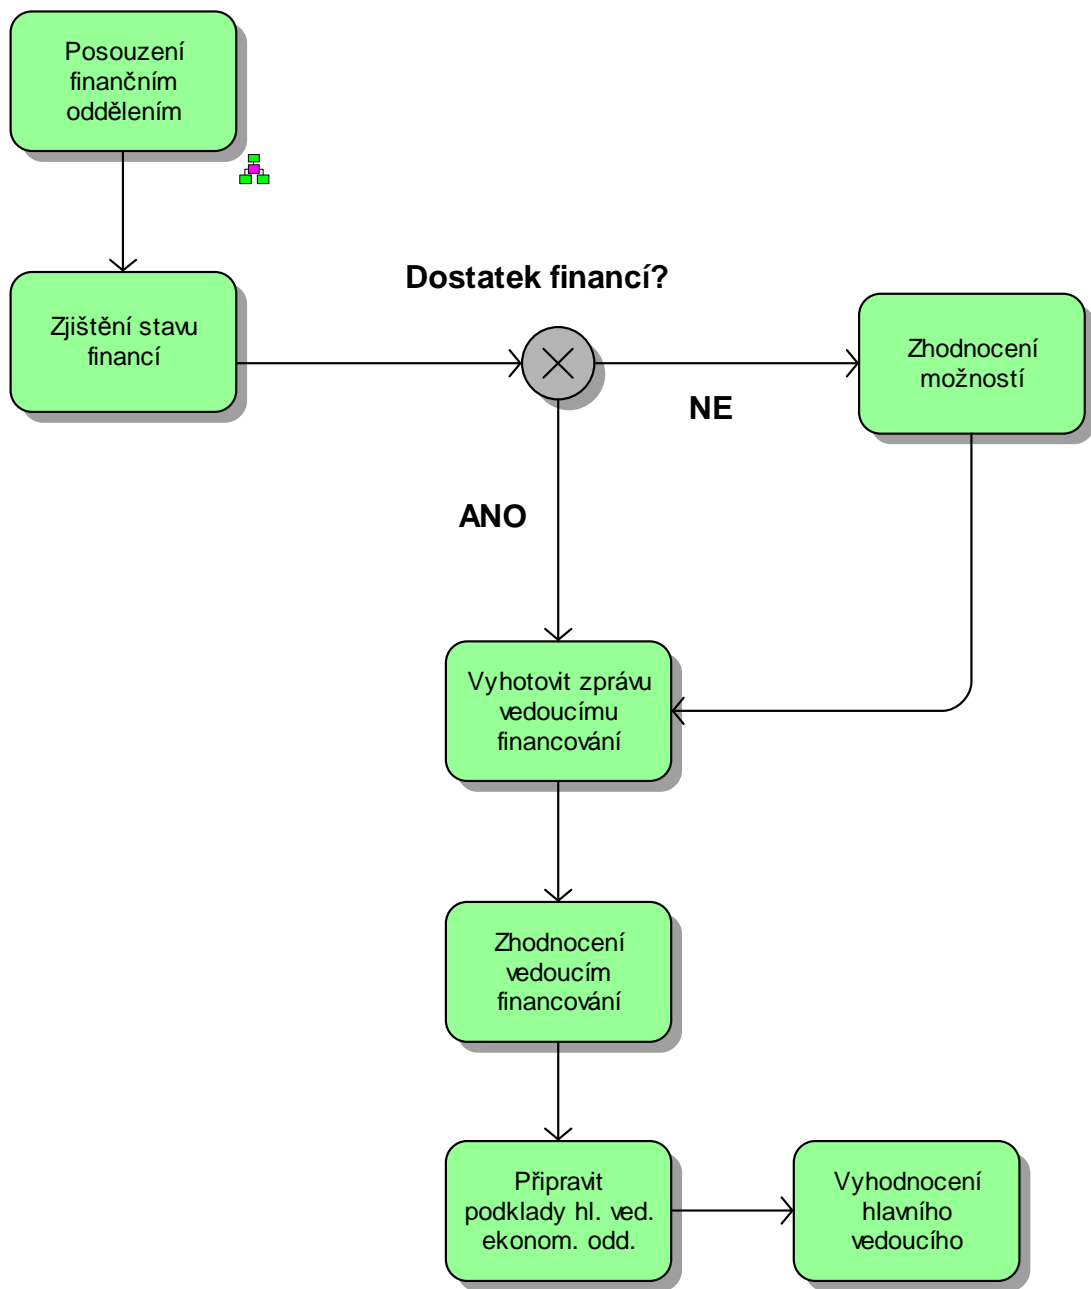 Posouzení
finančním
oddělením
Dostatek financí?
Zjištění stavu
financí
Zhodnocení
možností
NE
ANO
Vyhotovit zprávu
vedoucímu
financování
Zhodnocení
vedoucím
financování
Připravit
podklady hl. ved.
ekonom. odd.
Vyhodnocení
hlavního
vedoucího